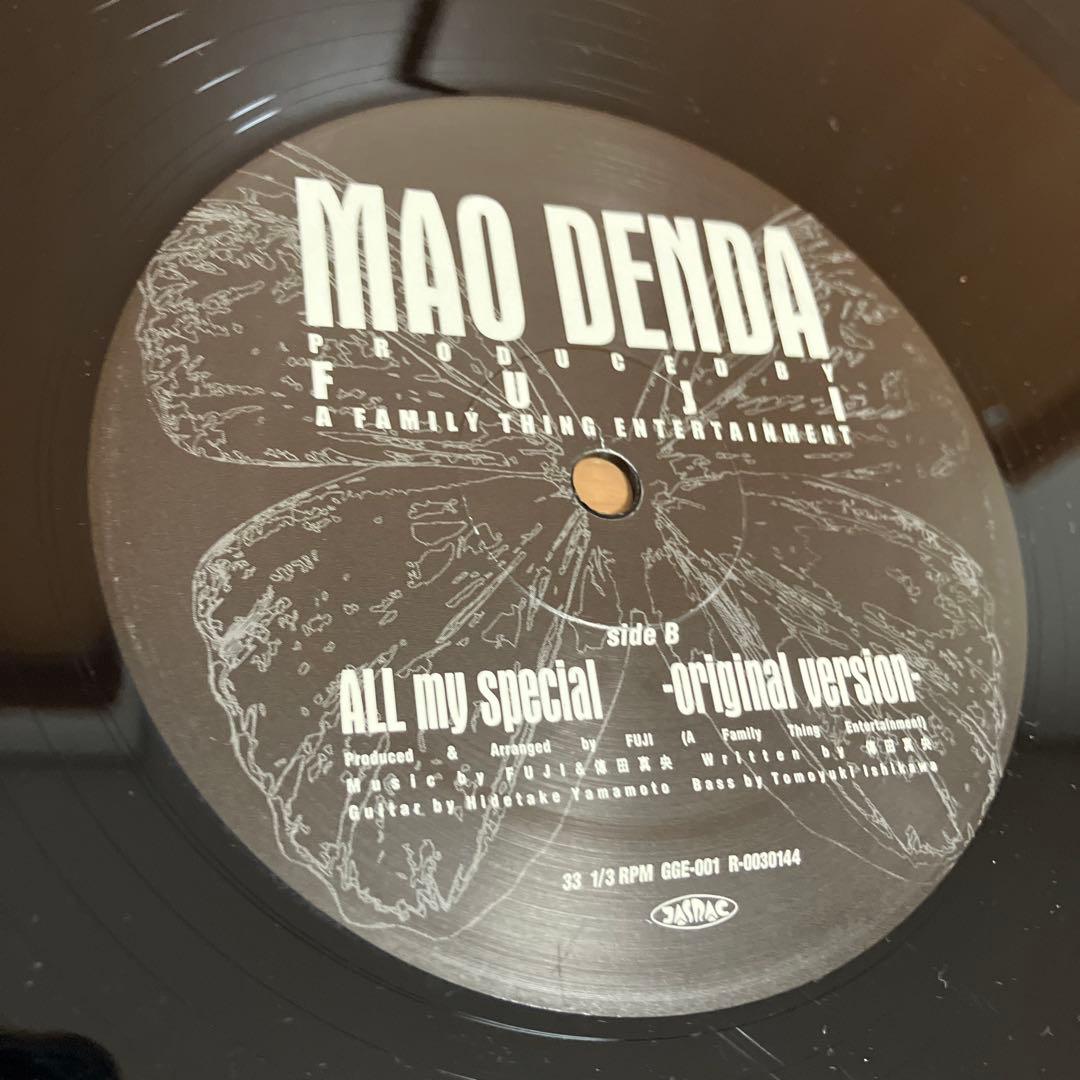 MAO DENDA
PRODUCED BY
FUJI
A FAMILY THING ENTERTAINMENT
side B
ALL my special -original version-
Produced & Arranged by FUJI (A Family Thing Entertainment)
Music by FUJI & 傳田真央 Written by 傳田真央
Guitar by Hidetake Yamamoto Bass by Tomoyuki Ishikawa
33 1/3 RPM GGE-001 R-0030144
JASRAC